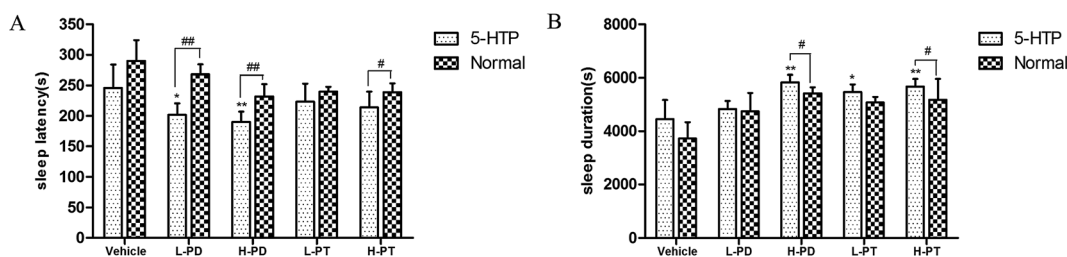 A
sleep latency(s)
350
300
250
200
150
100
50
0
*
##
**
##
#
Vehicle
L-PD
H-PD
L-PT
H-PT
5-HTP
Normal
B
sleep duration(s)
8000
6000
4000
2000
0
**
#
*
**
#
Vehicle
L-PD
H-PD
L-PT
H-PT
5-HTP
Normal